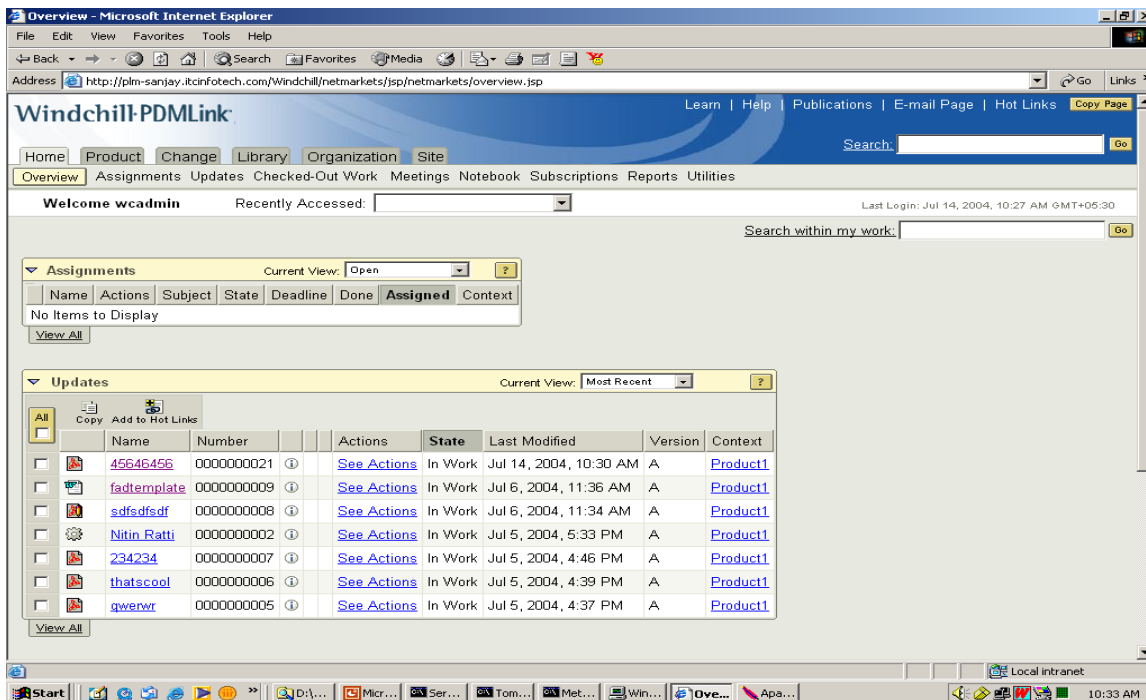 Overview - Microsoft Internet Explorer
File Edit View Favorites Tools Help
Back Search Favorites Media
Address http://plm-sanjay.itcinfotech.com/Windchill/netmarkets/jsp/netmarkets/overview.jsp Go Links
Windchill PDMLink
Learn | Help | Publications | E-mail Page | Hot Links Copy Page
Search: Go
Home Product Change Library Organization Site
Overview Assignments Updates Checked-Out Work Meetings Notebook Subscriptions Reports Utilities
Welcome wcadmin Recently Accessed: Last Login: Jul 14, 2004, 10:27 AM GMT+05:30
Search within my work: Go
Assignments Current View: Open ?
Name Actions Subject State Deadline Done Assigned Context
No Items to Display
View All
Updates Current View: Most Recent ?
All Copy Add to Hot Links
Name Number Actions State Last Modified Version Context
45646456 0000000021 See Actions In Work Jul 14, 2004, 10:30 AM A Product1
fadtemplate 0000000009 See Actions In Work Jul 6, 2004, 11:36 AM A Product1
sdfsdfsdf 0000000008 See Actions In Work Jul 6, 2004, 11:34 AM A Product1
Nitin Ratti 0000000002 See Actions In Work Jul 5, 2004, 5:33 PM A Product1
234234 0000000007 See Actions In Work Jul 5, 2004, 4:46 PM A Product1
thatscool 0000000006 See Actions In Work Jul 5, 2004, 4:39 PM A Product1
qwerwr 0000000005 See Actions In Work Jul 5, 2004, 4:37 PM A Product1
View All
Local intranet
Start D:\... Micr... Ser... Tom... Met... Win... Ove... Apa... 10:33 AM